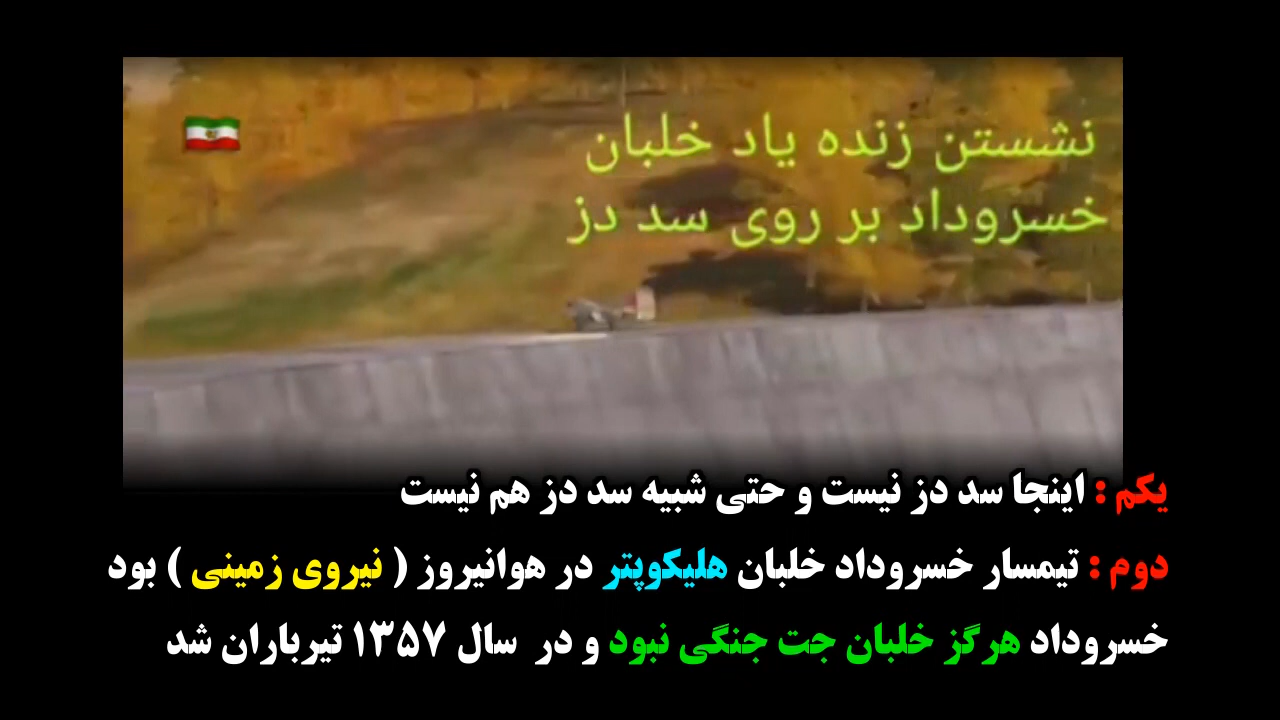 نشستن زنده یاد خلبان
خسروداد بر روی سد دز
یکم : اینجا سد دز نیست و حتی شبیه سد دز هم نیست
دوم : تیمسار خسروداد خلبان هلیکوپتر در هوانیروز ( نیروی زمینی ) بود
خسروداد هرگز خلبان جت جنگی نبود و در سال ۱۳۵۷ تیرباران شد